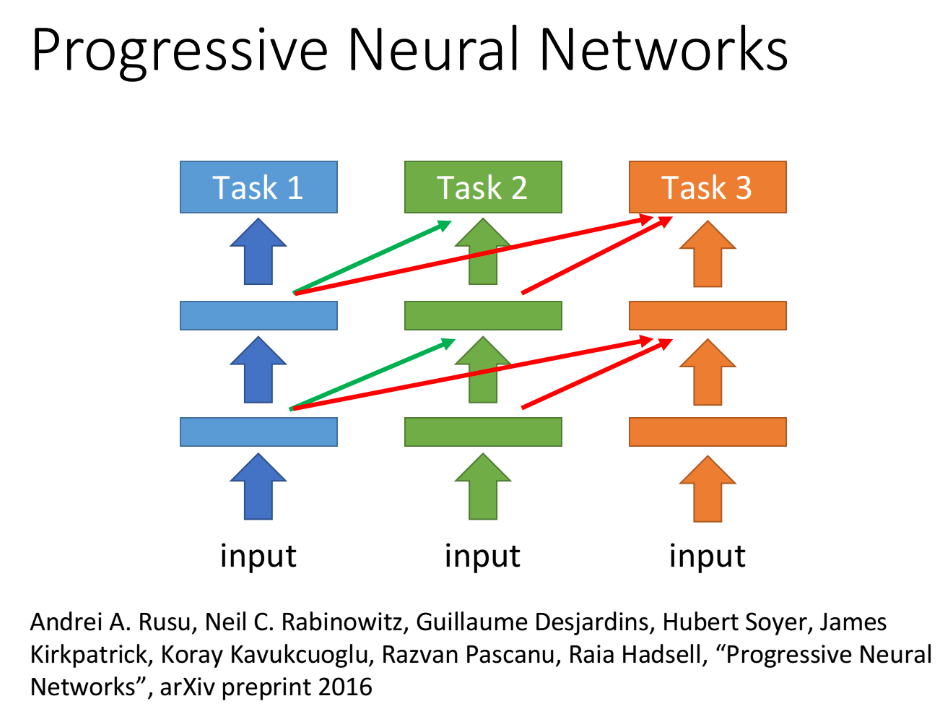 Progressive Neural Networks
Task 1
Task 2
Task 3
input
input
input
Andrei A. Rusu, Neil C. Rabinowitz, Guillaume Desjardins, Hubert Soyer, James
Kirkpatrick, Koray Kavukcuoglu, Razvan Pascanu, Raia Hadsell, “Progressive Neural
Networks”, arXiv preprint 2016